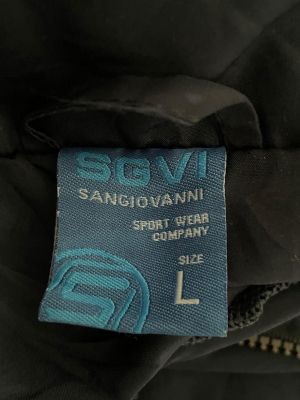 SGVI
SANGIOVANNI
SPORT WEAR
COMPANY
SIZE
L